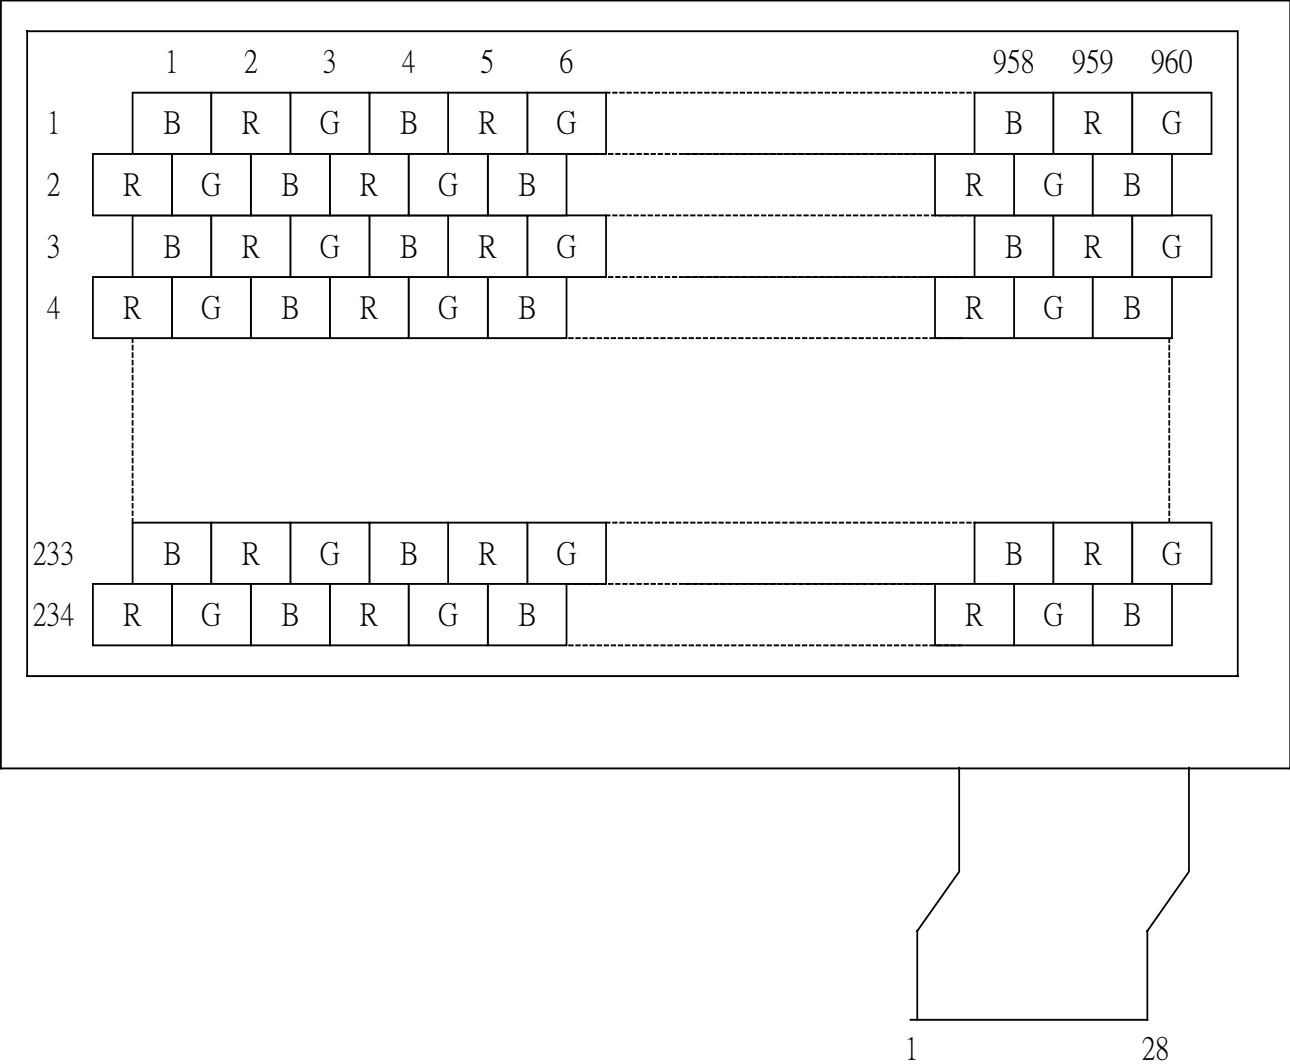 1 2 3 4 5 6 958 959 960
1 B R G B R G B R G
2 R G B R G B R G B
3 B R G B R G B R G
4 R G B R G B R G B
233 B R G B R G B R G
234 R G B R G B R G B
1 28